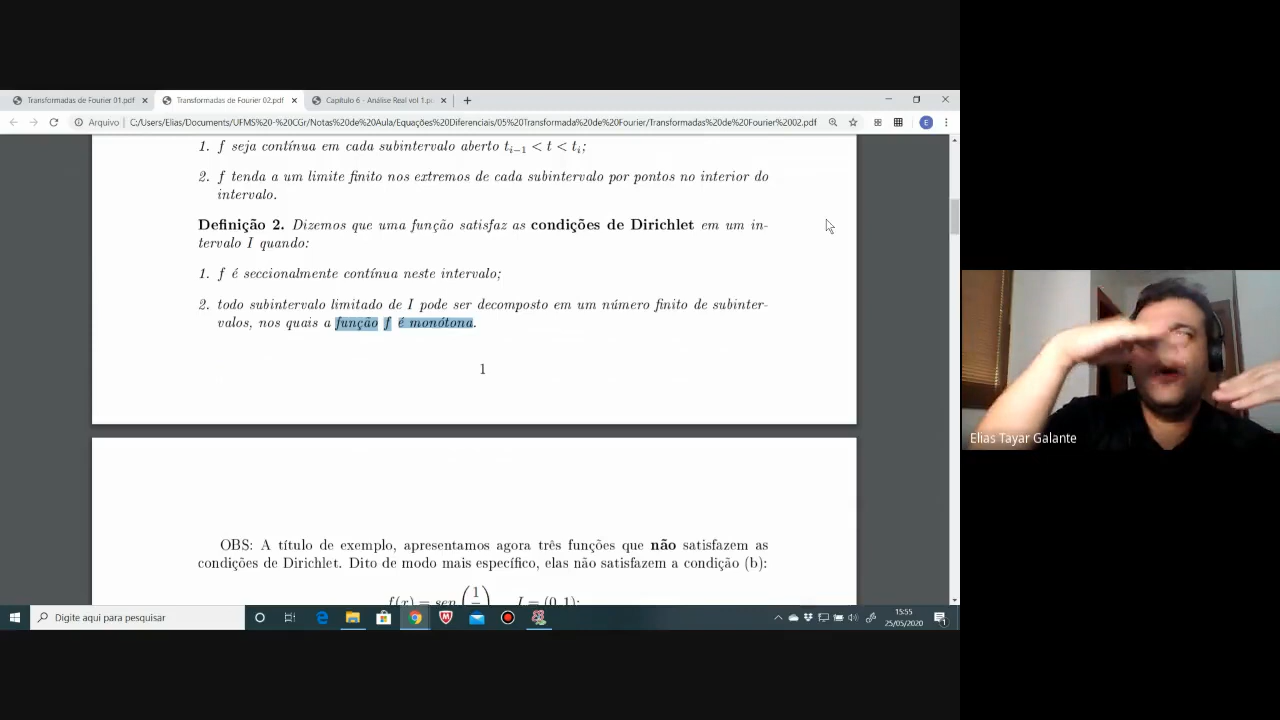 Transformadas de Fourier 01.pdf
Transformadas de Fourier 02.pdf
Capítulo 6 - Análise Real vol 1.p
Arquivo
C:/Users/Elias/Documents/UFMS%20-%20CGr/Notas%20de%20Aula/Equações%20Diferenciais/05%20Transformada%20de%20Fourier/Transformadas%20de%20Fourier%2002.pdf
E
1. f seja contínua em cada subintervalo aberto tᵢ₋₁ < t < tᵢ;
2. f tenda a um limite finito nos extremos de cada subintervalo por pontos no interior do
intervalo.
Definição 2. Dizemos que uma função satisfaz as condições de Dirichlet em um in-
tervalo I quando:
1. f é seccionalmente contínua neste intervalo;
2. todo subintervalo limitado de I pode ser decomposto em um número finito de subinter-
valos, nos quais a função f é monótona.
1
OBS: A título de exemplo, apresentamos agora três funções que não satisfazem as
condições de Dirichlet. Dito de modo mais específico, elas não satisfazem a condição (b):
f(x) = sen (1 I = (0,1);
Elias Tayar Galante
Digite aqui para pesquisar
15:55
25/05/2020